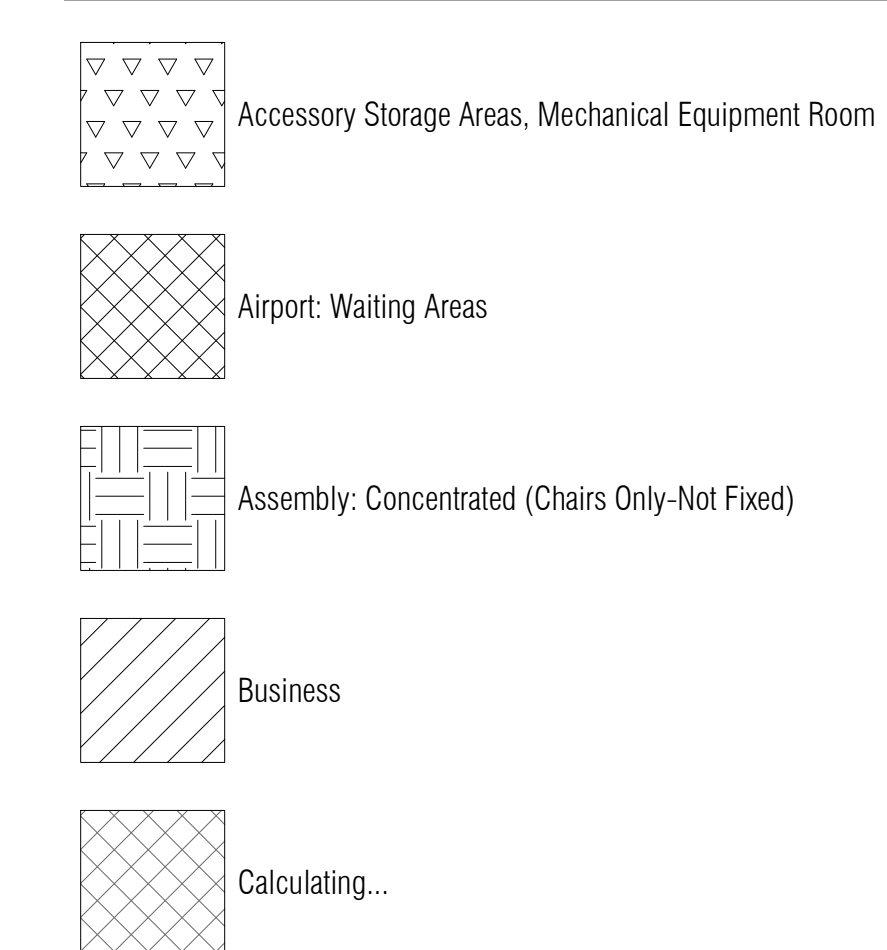 Accessory Storage Areas, Mechanical Equipment Room
Airport: Waiting Areas
Assembly: Concentrated (Chairs Only-Not Fixed)
Business
Calculating...